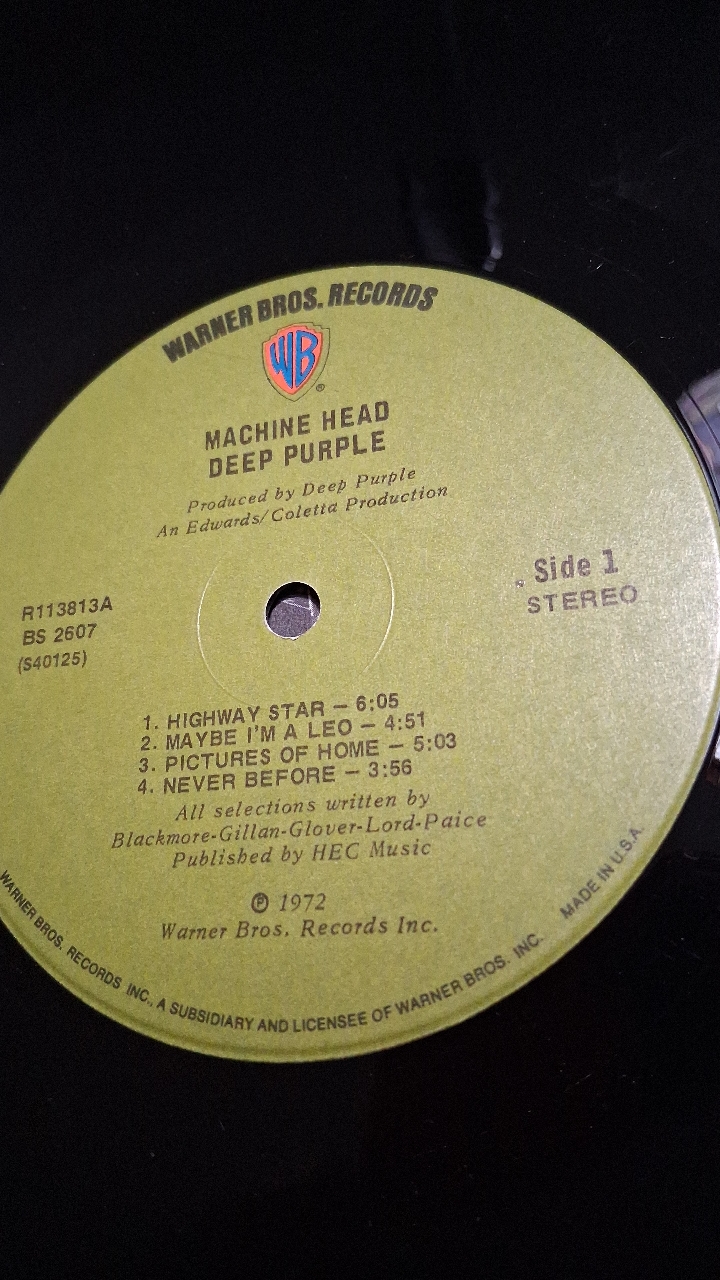 WARNER BROS. RECORDS
WB
®
MACHINE HEAD
DEEP PURPLE
Produced by Deep Purple
An Edwards/Coletta Production
Side 1
STEREO
R113813A
BS 2607
(S40125)
1. HIGHWAY STAR — 6:05
2. MAYBE I'M A LEO — 4:51
3. PICTURES OF HOME — 5:03
4. NEVER BEFORE — 3:56
All selections written by
Blackmore-Gillan-Glover-Lord-Paice
Published by HEC Music
℗ 1972
Warner Bros. Records Inc.
WARNER BROS. RECORDS INC., A SUBSIDIARY AND LICENSEE OF WARNER BROS. INC. MADE IN U.S.A.